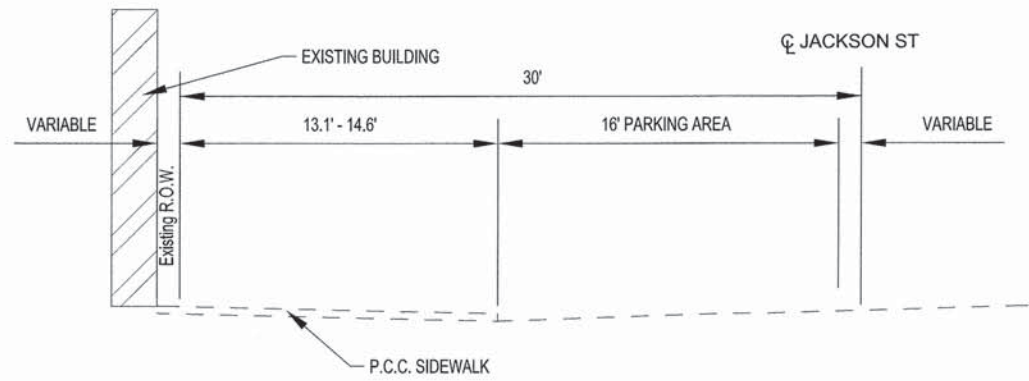 ℄ JACKSON ST
EXISTING BUILDING
30'
VARIABLE
13.1' - 14.6'
16' PARKING AREA
VARIABLE
Existing R.O.W.
P.C.C. SIDEWALK